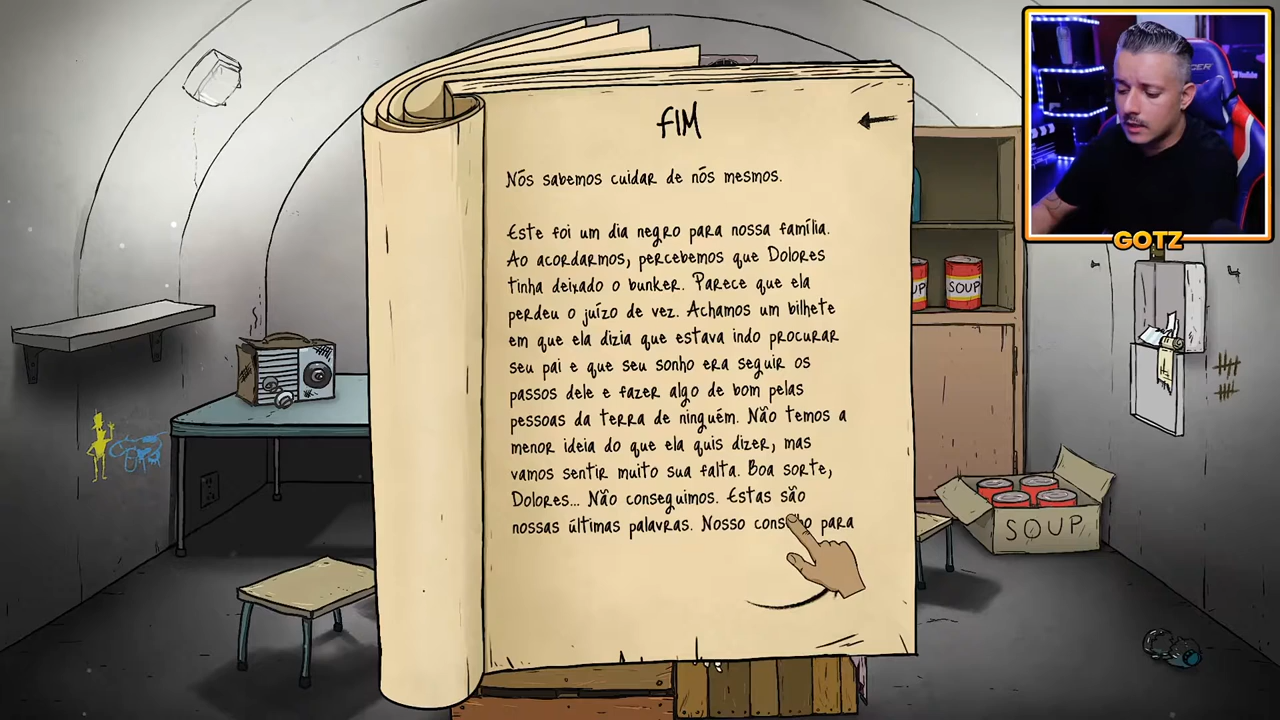 FIM
Nós sabemos cuidar de nós mesmos.
Este foi um dia negro para nossa família.
Ao acordarmos, percebemos que Dolores
tinha deixado o bunker. Parece que ela
perdeu o juízo de vez. Achamos um bilhete
em que ela dizia que estava indo procurar
seu pai e que seu sonho era seguir os
passos dele e fazer algo de bom pelas
pessoas da terra de ninguém. Não temos a
menor ideia do que ela quis dizer, mas
vamos sentir muito sua falta. Boa sorte,
Dolores... Não conseguimos. Estas são
nossas últimas palavras. Nosso para
GOTZ
SOUP
SOUP